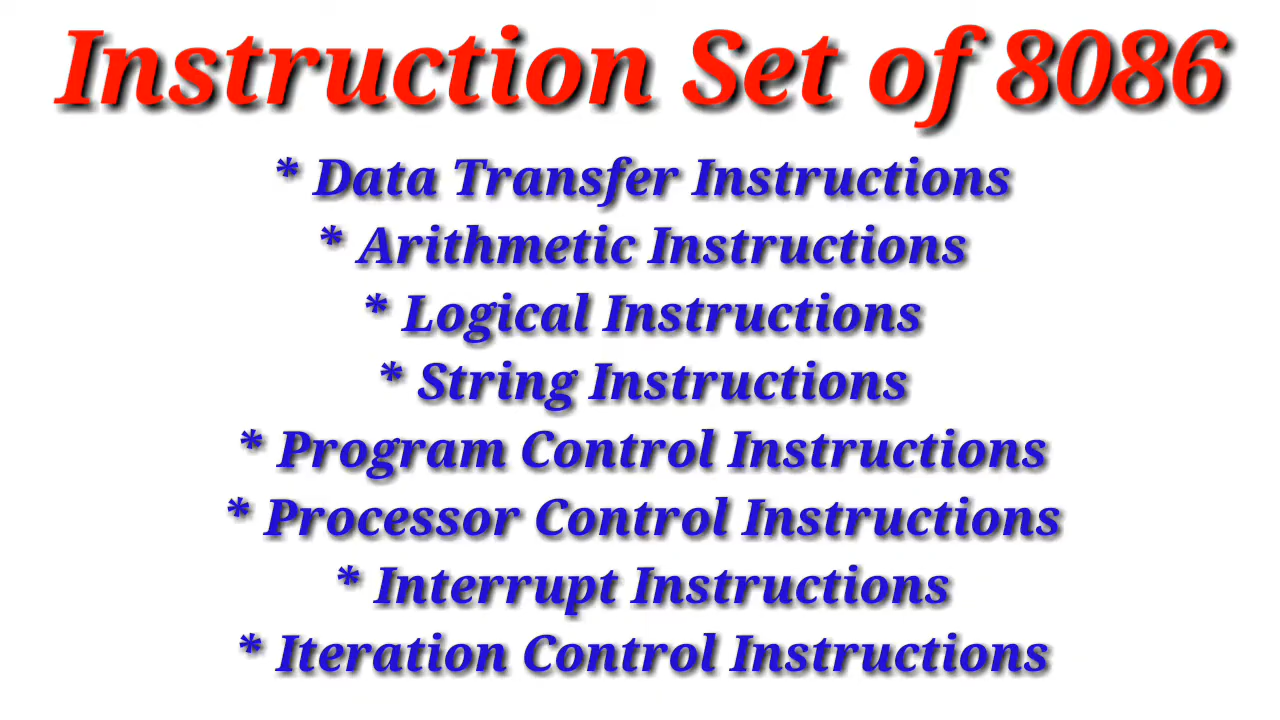 Instruction Set of 8086
* Data Transfer Instructions
* Arithmetic Instructions
* Logical Instructions
* String Instructions
* Program Control Instructions
* Processor Control Instructions
* Interrupt Instructions
* Iteration Control Instructions